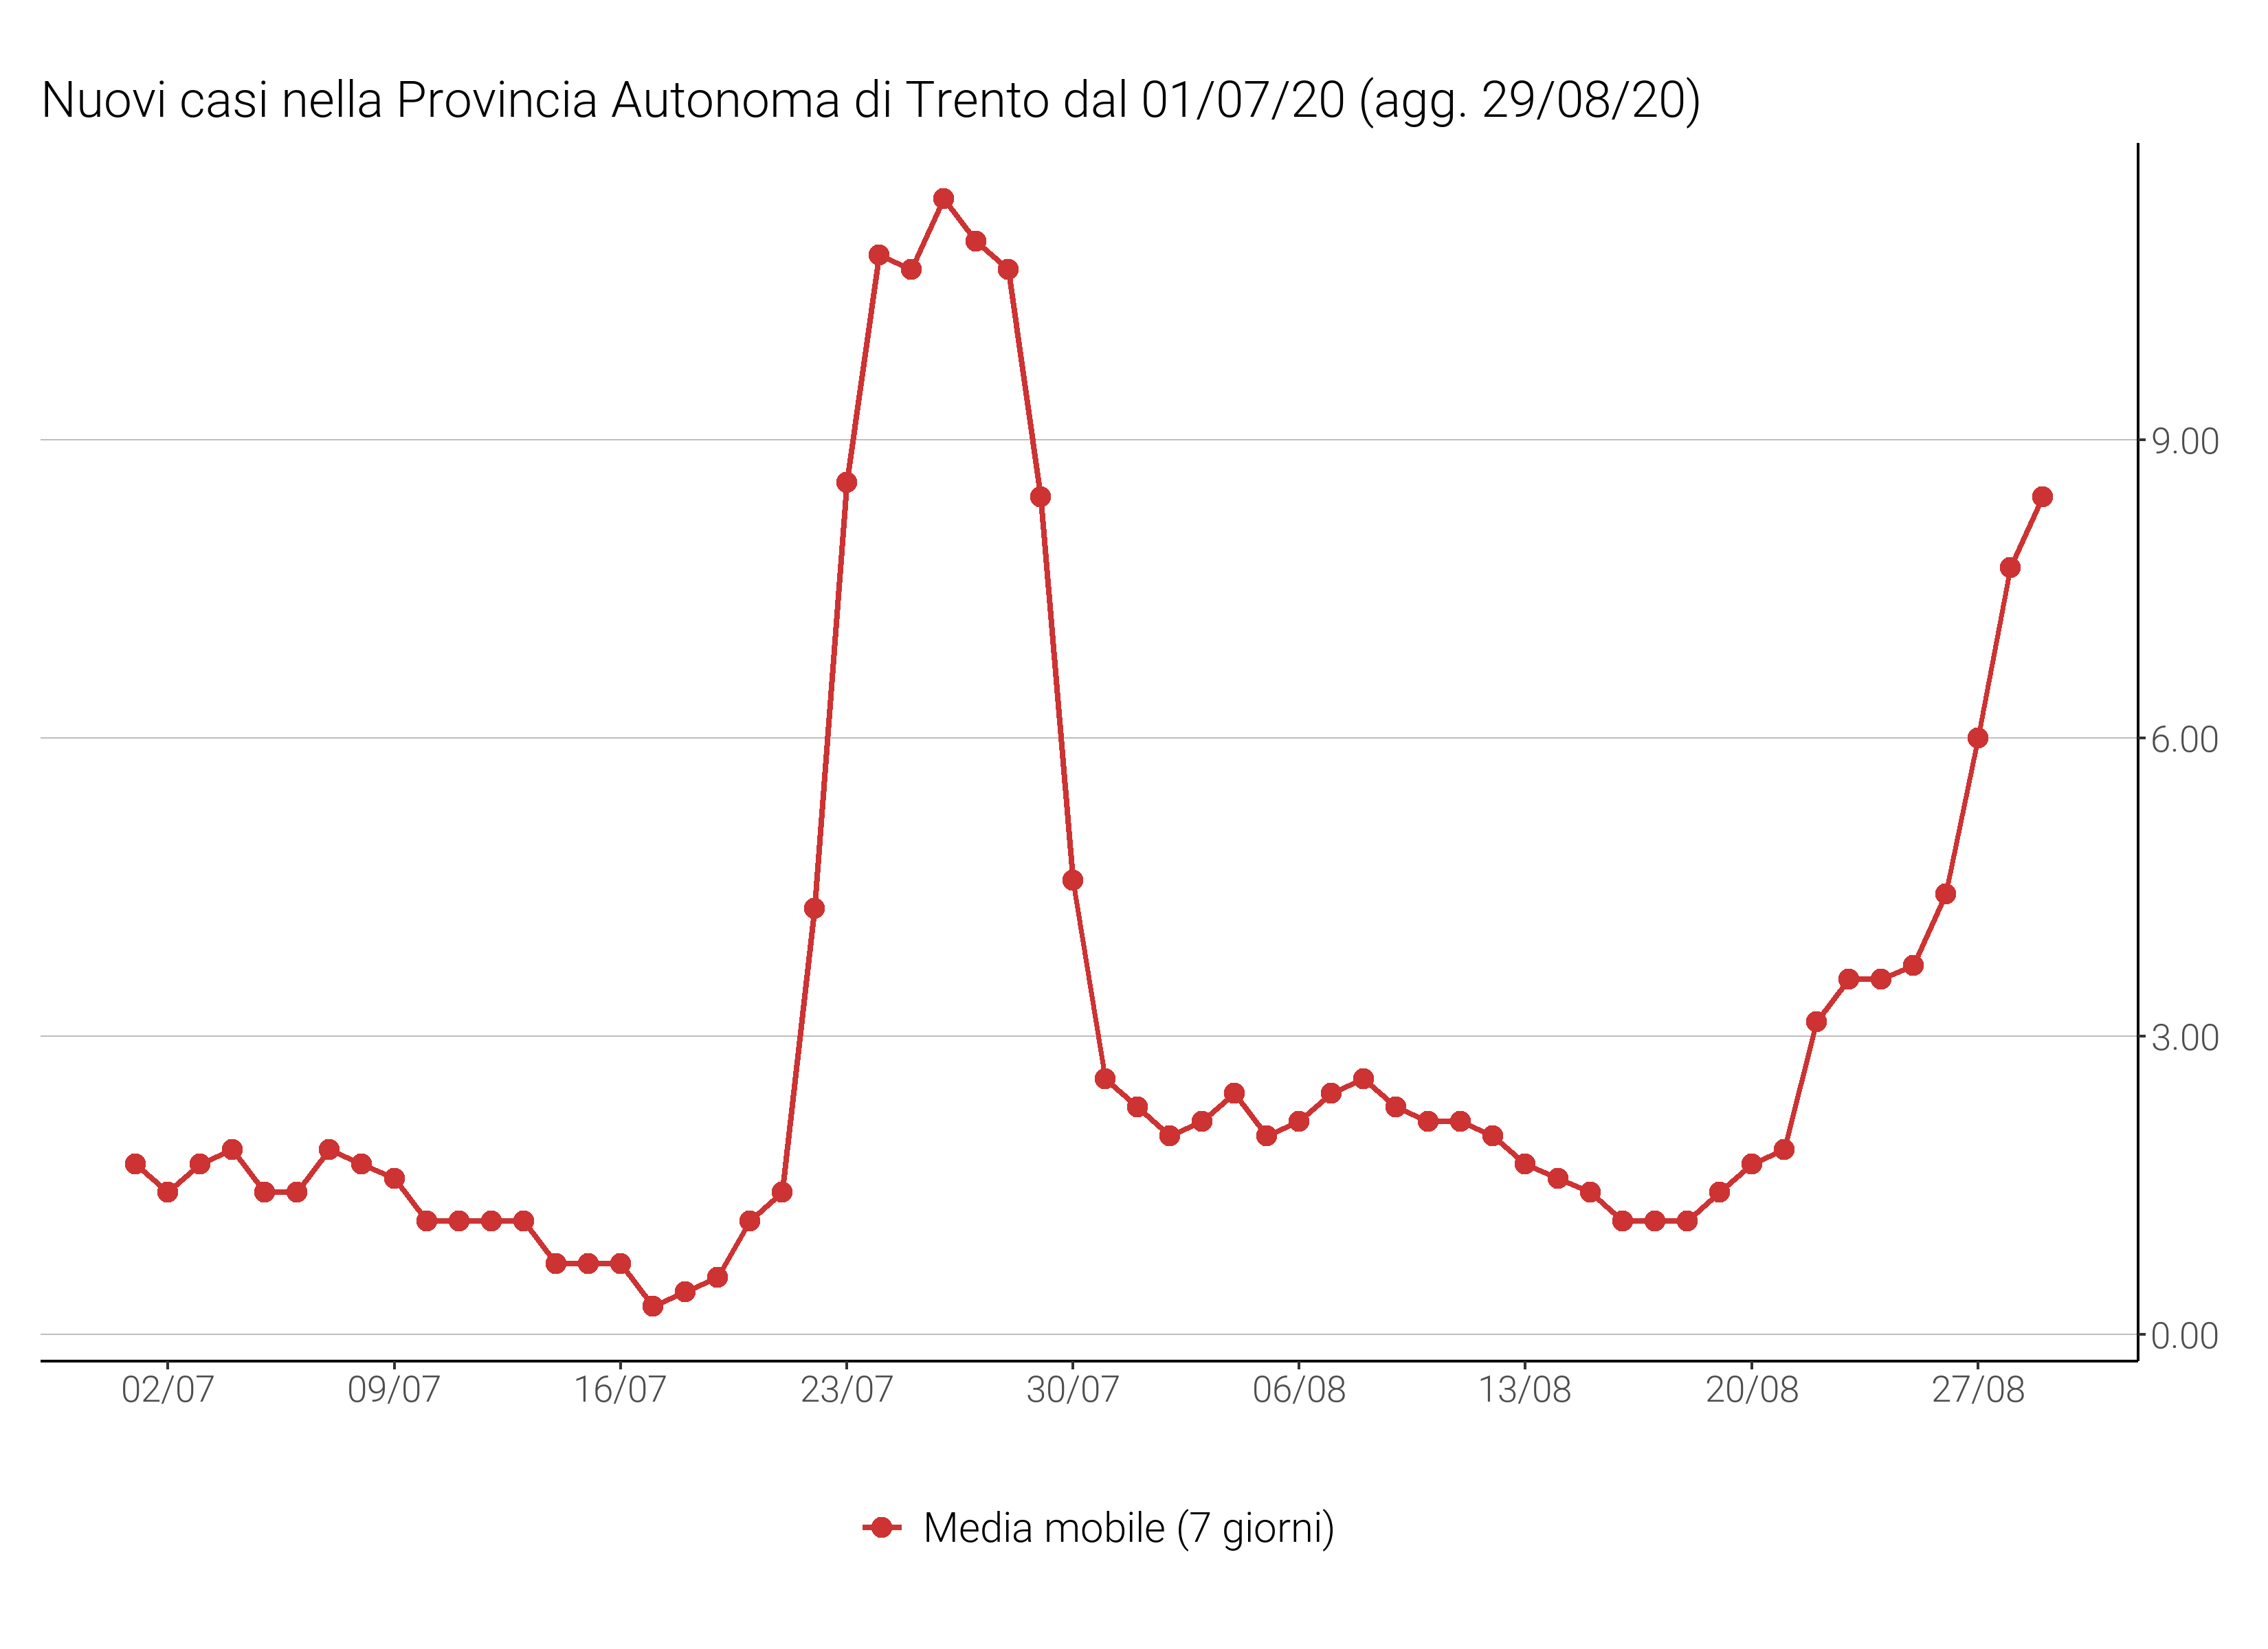 Nuovi casi nella Provincia Autonoma di Trento dal 01/07/20 (agg. 29/08/20)
9.00
6.00
3.00
0.00
02/07 09/07 16/07 23/07 30/07 06/08 13/08 20/08 27/08
Media mobile (7 giorni)